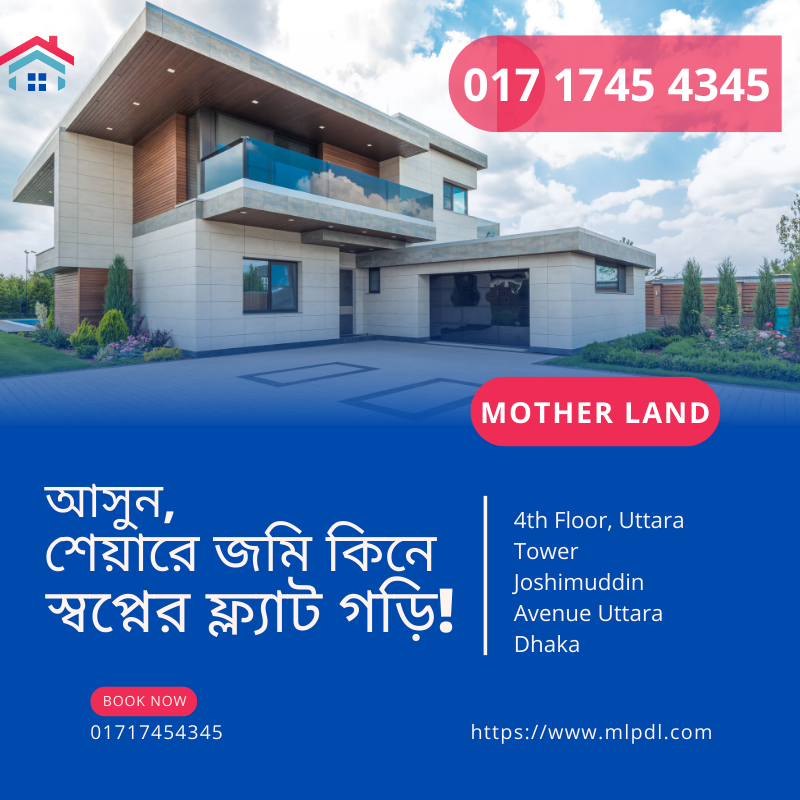 017 1745 4345
MOTHER LAND
আসুন,
শেয়ারে জমি কিনে
স্বপ্নের ফ্ল্যাট গড়ি!
4th Floor, Uttara
Tower
Joshimuddin
Avenue Uttara
Dhaka
BOOK NOW
01717454345
https://www.mlpdl.com